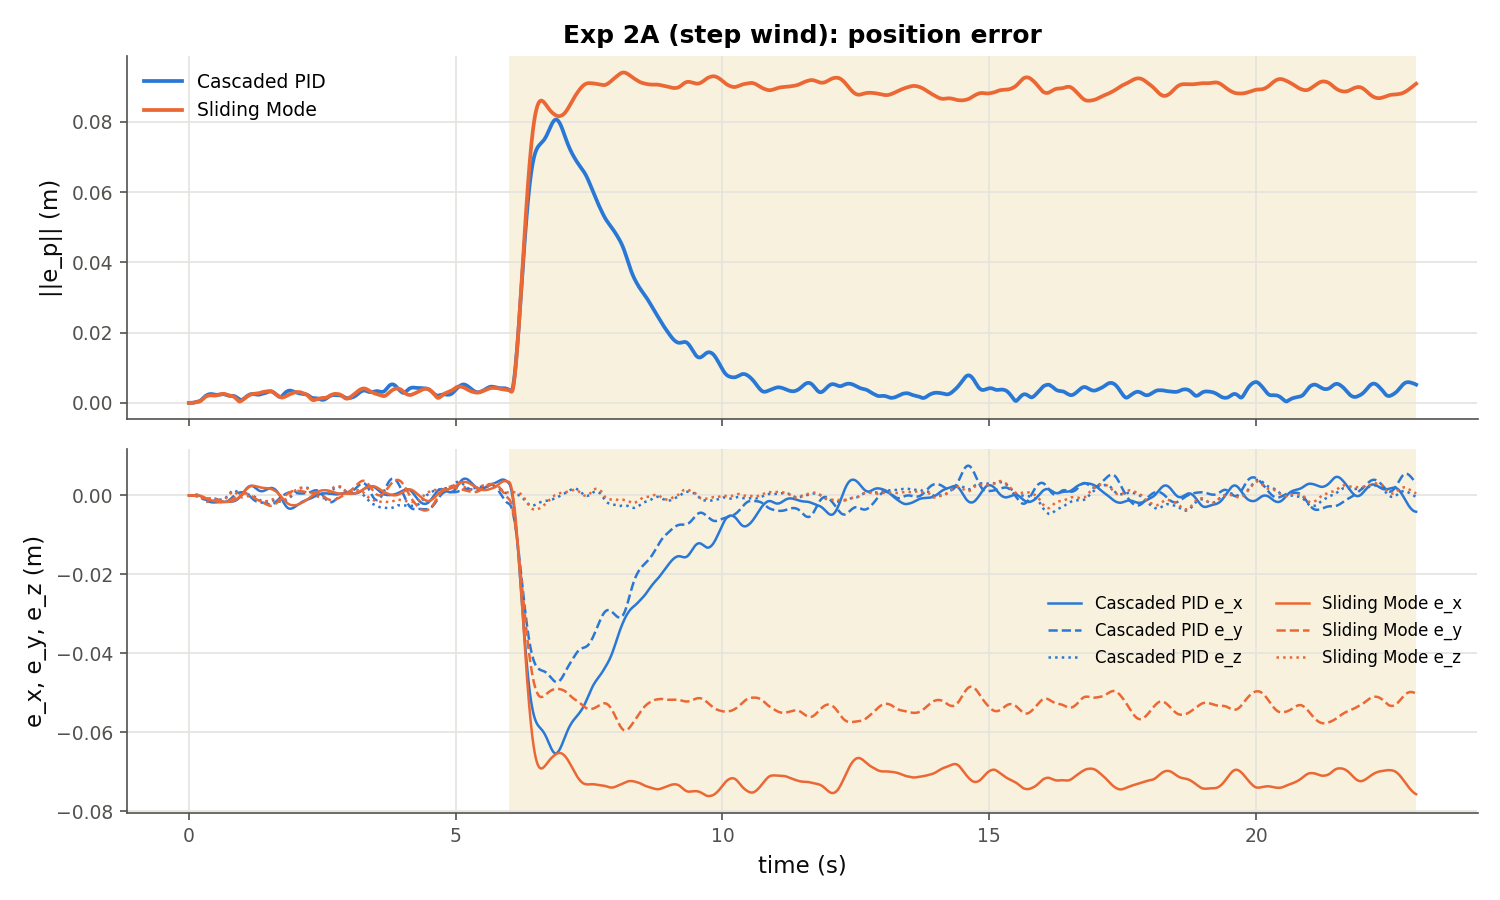 Exp 2A (step wind): position error
Cascaded PID
Sliding Mode
||e_p|| (m)
0.08
0.06
0.04
0.02
0.00
e_x, e_y, e_z (m)
0.00
−0.02
−0.04
−0.06
−0.08
Cascaded PID e_x
Cascaded PID e_y
Cascaded PID e_z
Sliding Mode e_x
Sliding Mode e_y
Sliding Mode e_z
0 5 10 15 20
time (s)